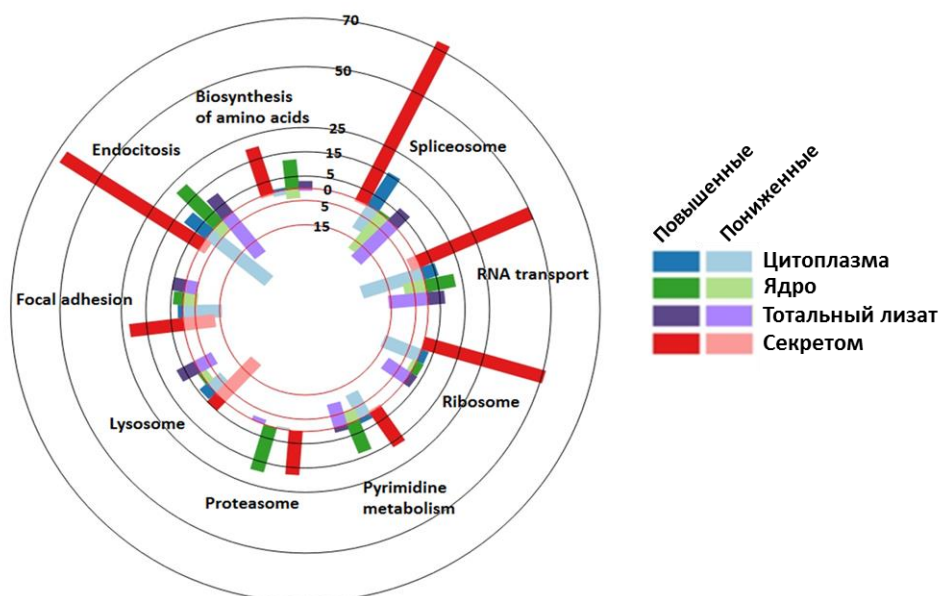 70
50
25
15
5
0
5
15
Biosynthesis
of amino acids
Endocitosis
Spliceosome
RNA transport
Focal adhesion
Ribosome
Lysosome
Proteasome
Pyrimidine
metabolism
Повышенные
Пониженные
Цитоплазма
Ядро
Тотальный лизат
Секретом